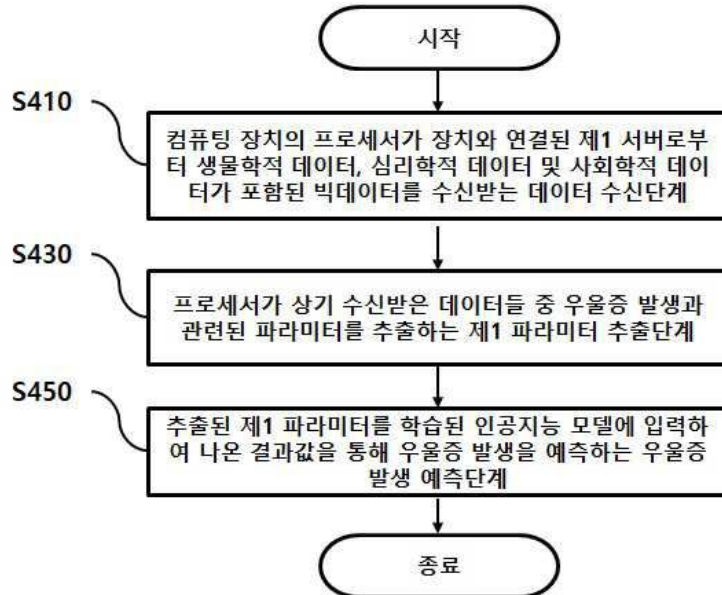 시작
S410
컴퓨팅 장치의 프로세서가 장치와 연결된 제1 서버로부
터 생물학적 데이터, 심리학적 데이터 및 사회학적 데이
터가 포함된 빅데이터를 수신받는 데이터 수신단계
S430
프로세서가 상기 수신받은 데이터들 중 우울증 발생과
관련된 파라미터를 추출하는 제1 파라미터 추출단계
S450
추출된 제1 파라미터를 학습된 인공지능 모델에 입력하
여 나온 결과값을 통해 우울증 발생을 예측하는 우울증
발생 예측단계
종료